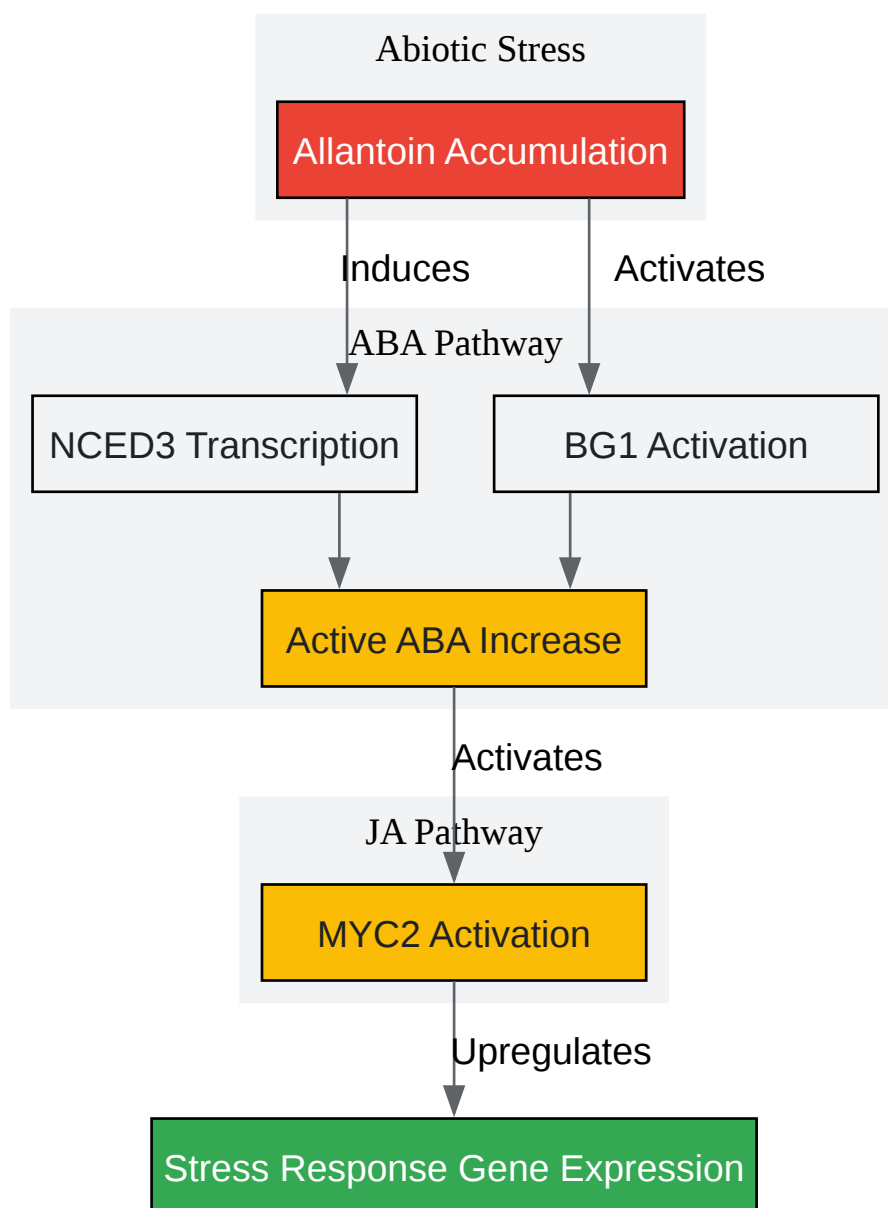 Abiotic Stress
Allantoin Accumulation
Induces
Activates
ABA Pathway
NCED3 Transcription
BG1 Activation
Active ABA Increase
Activates
JA Pathway
MYC2 Activation
Upregulates
Stress Response Gene Expression